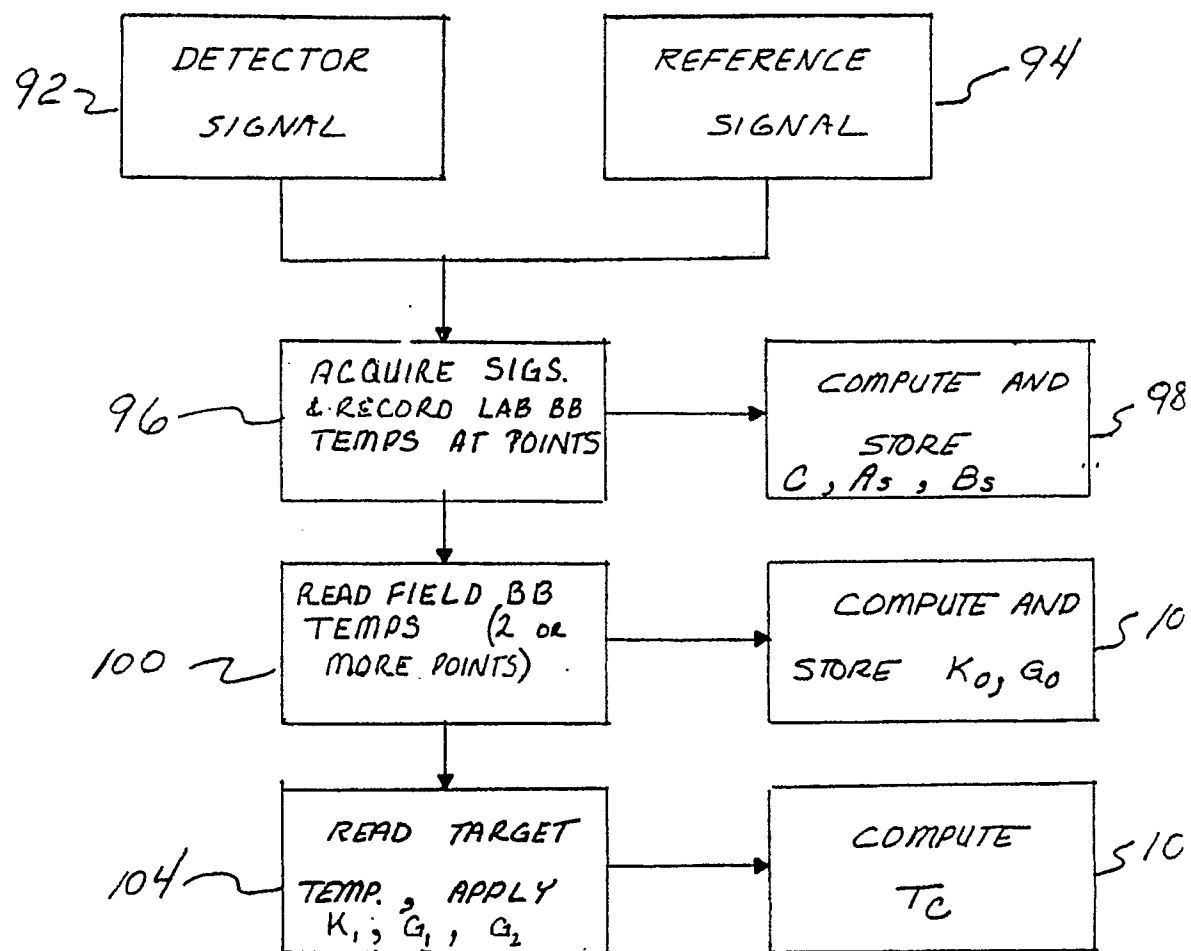 DETECTOR
SIGNAL
92
REFERENCE
SIGNAL
94
ACQUIRE SIGS.
& RECORD LAB BB
TEMPS AT POINTS
96
COMPUTE AND
STORE
C, As, Bs
98
READ FIELD BB
TEMPS (2 OR
MORE POINTS)
100
COMPUTE AND
STORE K0, G0
10
READ TARGET
TEMP., APPLY
K1, G1, G2
104
COMPUTE
TC
10